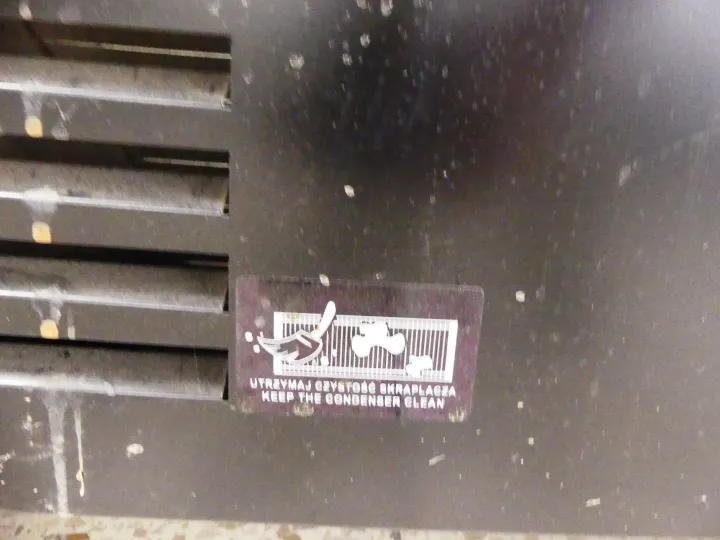 UTRZYMAJ CZYSTOŚĆ SKRAPLACZA
KEEP THE CONDENSER CLEAN